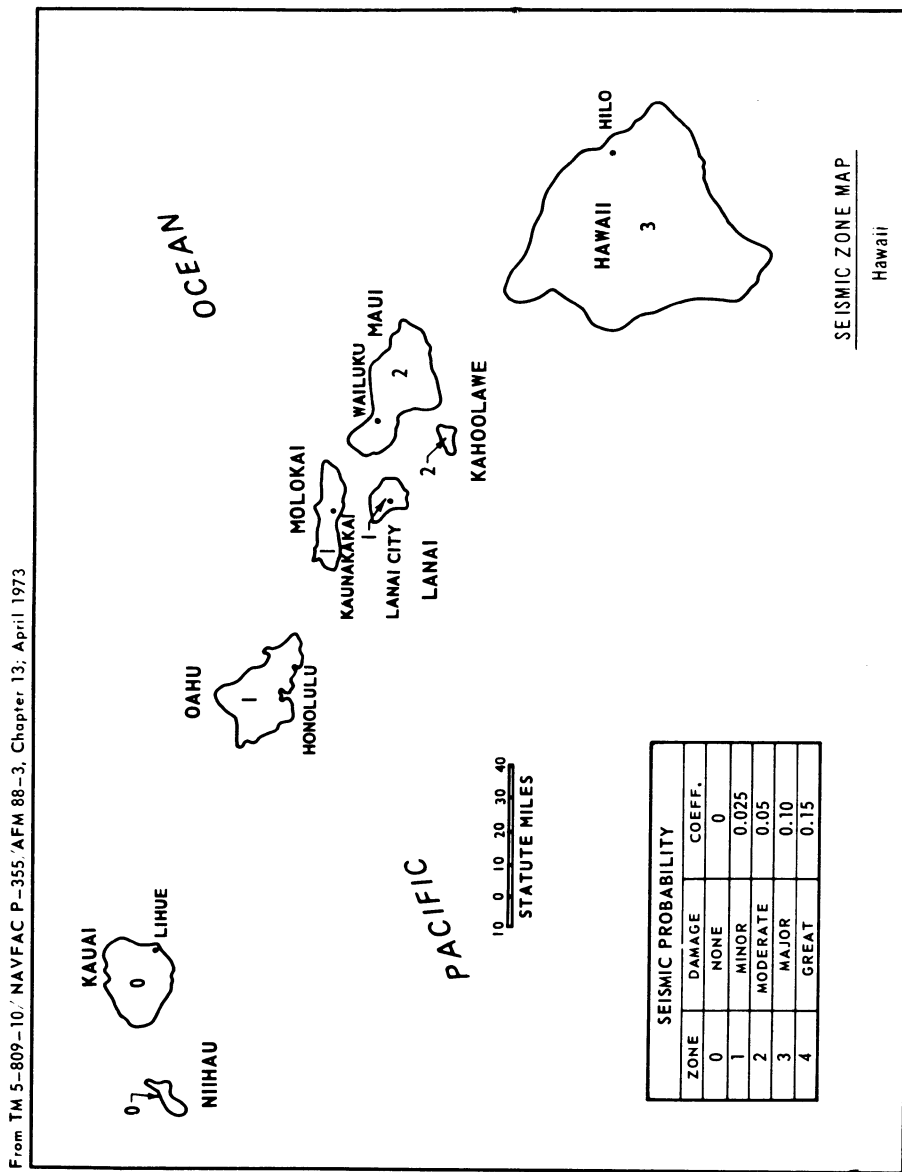 From TM 5-809-10/ NAVFAC P-355/AFM 88-3, Chapter 13; April 1973
OCEAN
KAUAI
0
LIHUE
0
NIIHAU
OAHU
1
HONOLULU
MOLOKAI
1
KAUNAKAKAI
1
LANAI CITY
LANAI
WAILUKU
MAUI
2
2
KAHOOLAWE
HAWAII
3
HILO
PACIFIC
10 0 10 20 30 40
STATUTE MILES
SEISMIC PROBABILITY
ZONE DAMAGE COEFF.
0 NONE 0
1 MINOR 0.025
2 MODERATE 0.05
3 MAJOR 0.10
4 GREAT 0.15
SEISMIC ZONE MAP
Hawaii